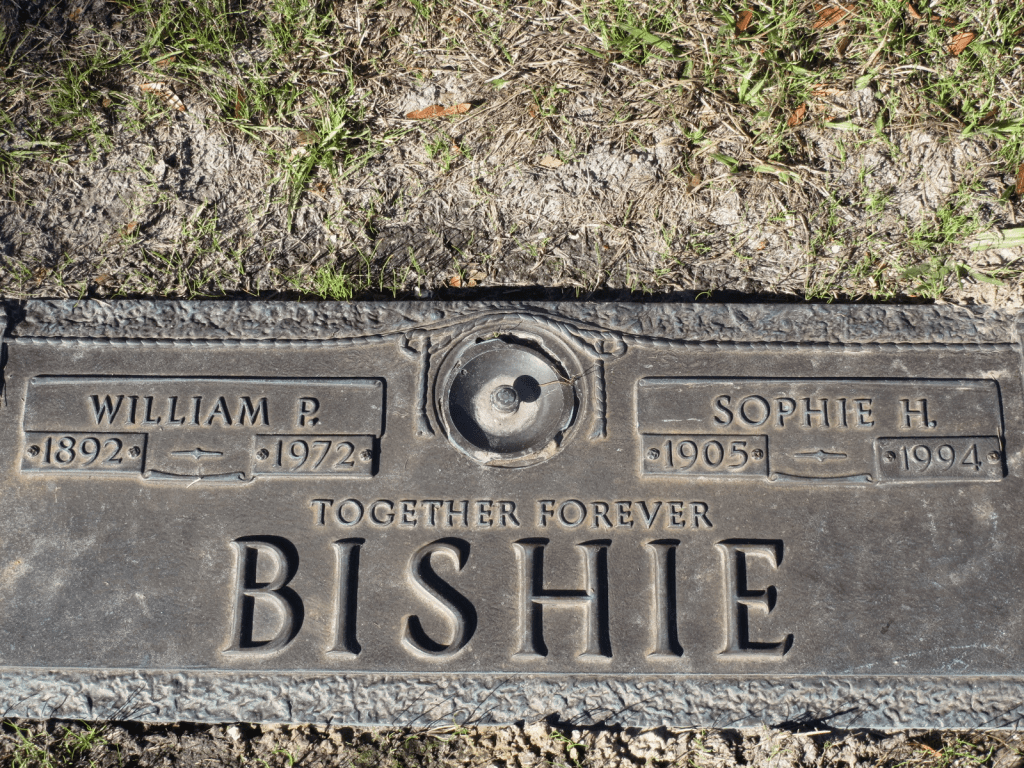 WILLIAM P.
1892 1972
SOPHIE H.
1905 1994
TOGETHER FOREVER
BISHIE